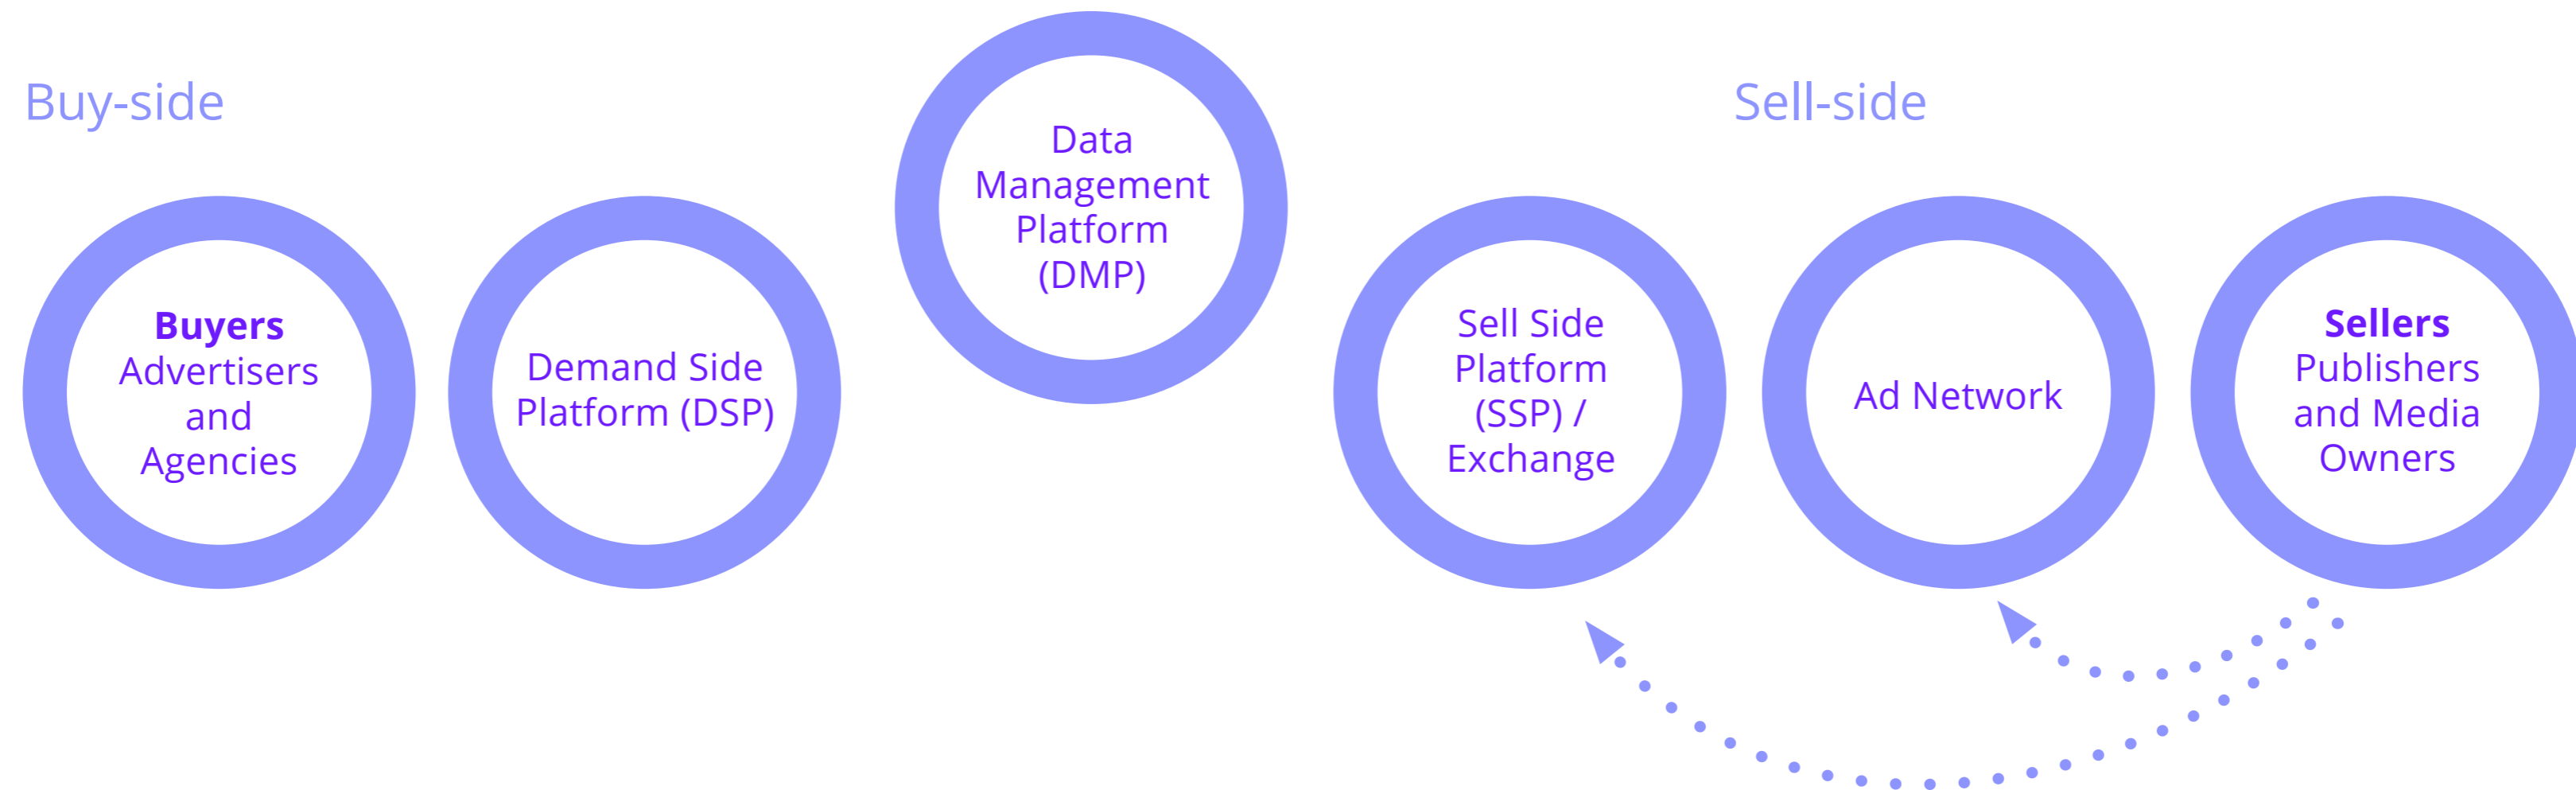 Buy-side
Sell-side
Buyers
Advertisers
and
Agencies
Demand Side
Platform (DSP)
Data
Management
Platform
(DMP)
Sell Side
Platform
(SSP) /
Exchange
Ad Network
Sellers
Publishers
and Media
Owners